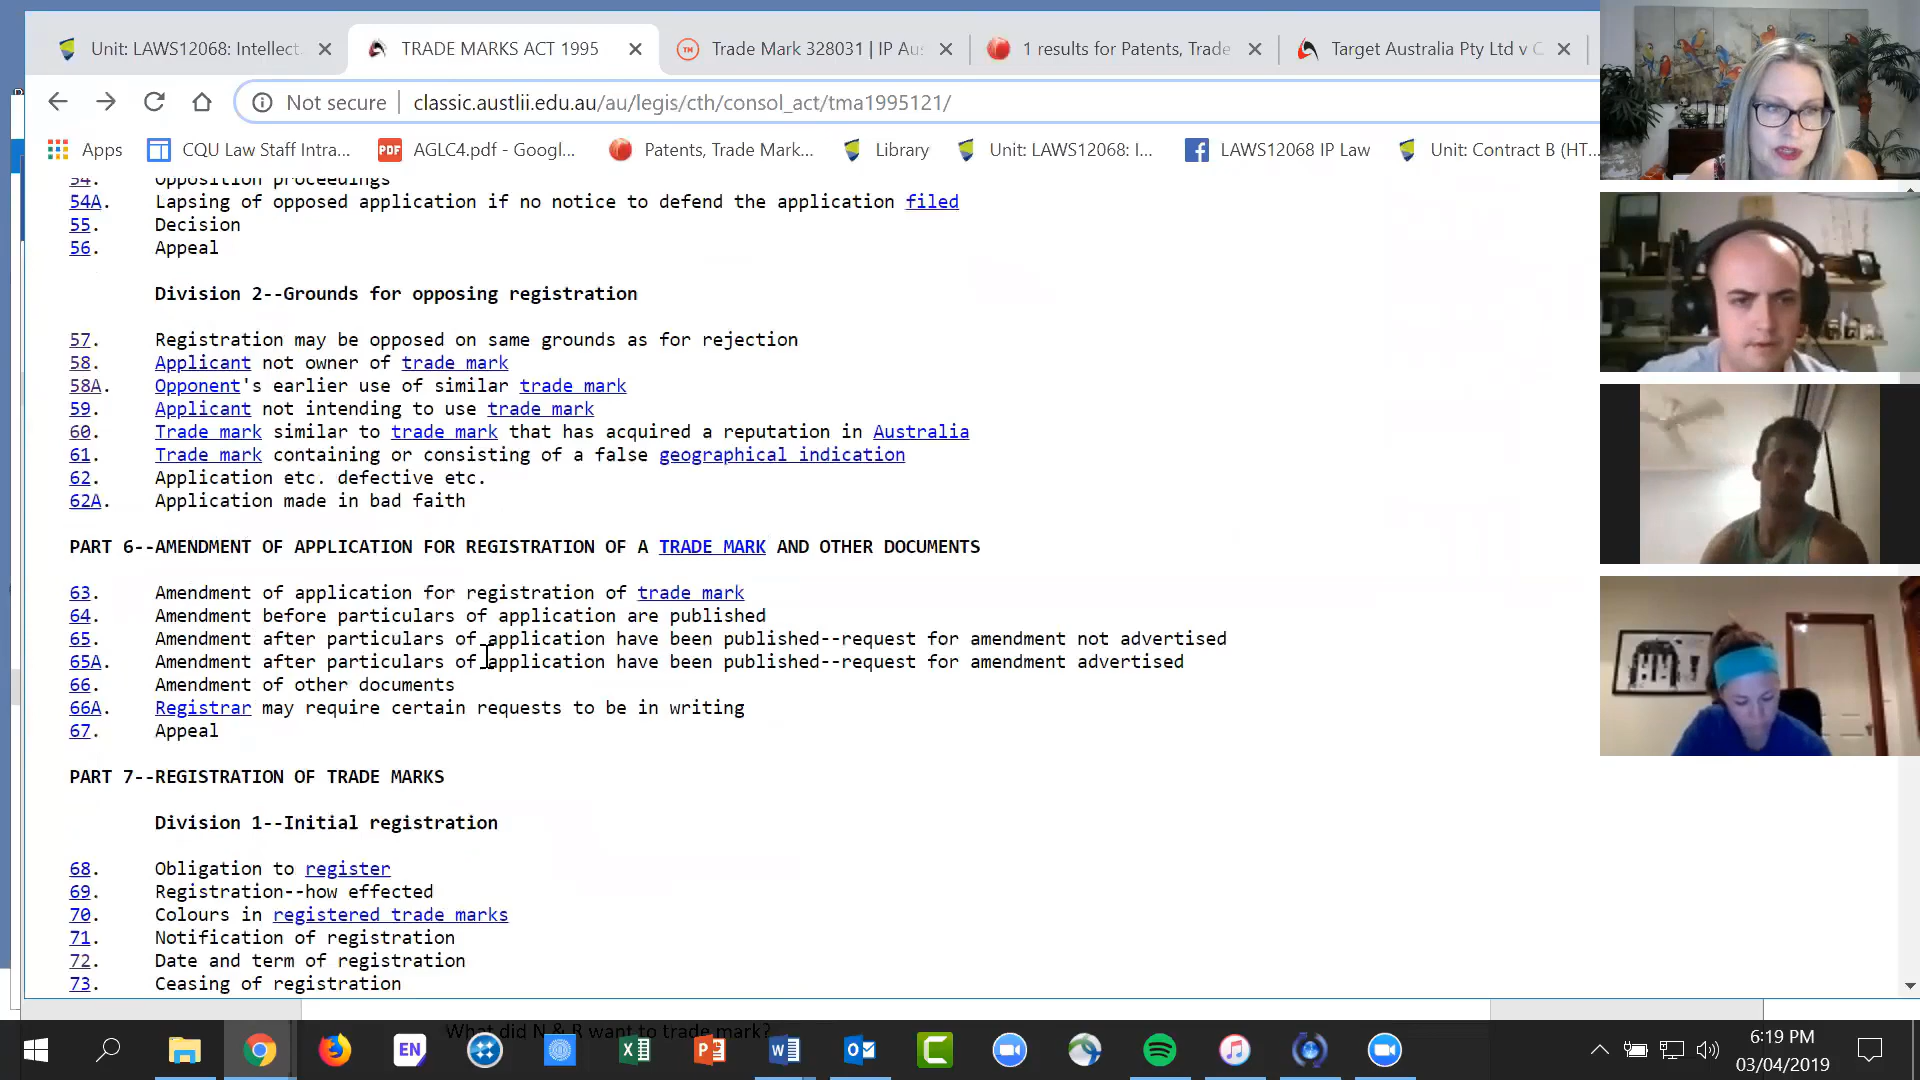 Unit: LAWS12068: Intellect
TRADE MARKS ACT 1995
Trade Mark 328031 | IP Au
1 results for Patents, Trade
Target Australia Pty Ltd v C
Not secure
classic.austlii.edu.au/au/legis/cth/consol_act/tma1995121/
Apps
CQU Law Staff Intra...
PDF
AGLC4.pdf - Googl...
Patents, Trade Mark...
Library
Unit: LAWS12068: I...
LAWS12068 IP Law
Unit: Contract B (HT...
54. Opposition proceedings
54A. Lapsing of opposed application if no notice to defend the application filed
55. Decision
56. Appeal
Division 2--Grounds for opposing registration
57. Registration may be opposed on same grounds as for rejection
58. Applicant not owner of trade mark
58A. Opponent's earlier use of similar trade mark
59. Applicant not intending to use trade mark
60. Trade mark similar to trade mark that has acquired a reputation in Australia
61. Trade mark containing or consisting of a false geographical indication
62. Application etc. defective etc.
62A. Application made in bad faith
PART 6--AMENDMENT OF APPLICATION FOR REGISTRATION OF A TRADE MARK AND OTHER DOCUMENTS
63. Amendment of application for registration of trade mark
64. Amendment before particulars of application are published
65. Amendment after particulars of application have been published--request for amendment not advertised
65A. Amendment after particulars of application have been published--request for amendment advertised
66. Amendment of other documents
66A. Registrar may require certain requests to be in writing
67. Appeal
PART 7--REGISTRATION OF TRADE MARKS
Division 1--Initial registration
68. Obligation to register
69. Registration--how effected
70. Colours in registered trade marks
71. Notification of registration
72. Date and term of registration
73. Ceasing of registration
What did N & R want to trade mark?
EN
6:19 PM
03/04/2019